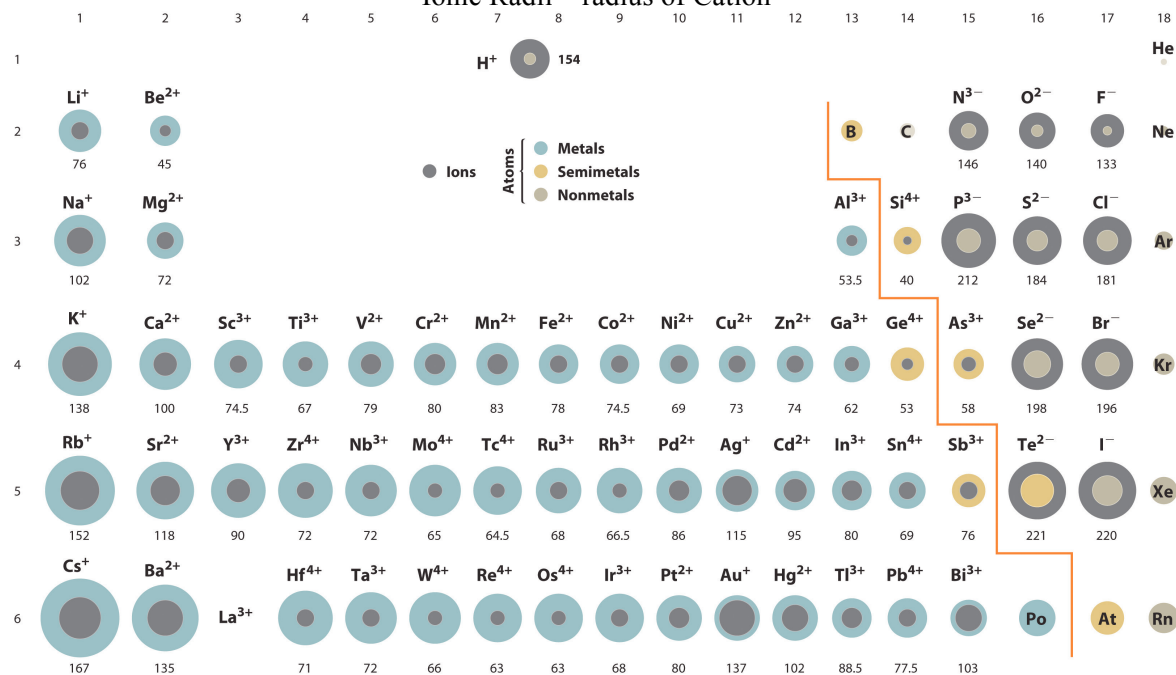 Ionic Radii – radius of Cation
1 2 3 4 5 6 7 8 9 10 11 12 13 14 15 16 17 18
1 H⁺ 154 He
Li⁺ Be²⁺ N³⁻ O²⁻ F⁻
2 B C Ne
76 45 146 140 133
Ions Atoms Metals
Semimetals
Nonmetals
Na⁺ Mg²⁺ Al³⁺ Si⁴⁺ P³⁻ S²⁻ Cl⁻
3 Ar
102 72 53.5 40 212 184 181
K⁺ Ca²⁺ Sc³⁺ Ti³⁺ V²⁺ Cr²⁺ Mn²⁺ Fe²⁺ Co²⁺ Ni²⁺ Cu²⁺ Zn²⁺ Ga³⁺ Ge⁴⁺ As³⁺ Se²⁻ Br⁻
4 Kr
138 100 74.5 67 79 80 83 78 74.5 69 73 74 62 53 58 198 196
Rb⁺ Sr²⁺ Y³⁺ Zr⁴⁺ Nb³⁺ Mo⁴⁺ Tc⁴⁺ Ru³⁺ Rh³⁺ Pd²⁺ Ag⁺ Cd²⁺ In³⁺ Sn⁴⁺ Sb³⁺ Te²⁻ I⁻
5 Xe
152 118 90 72 72 65 64.5 68 66.5 86 115 95 80 69 76 221 220
Cs⁺ Ba²⁺ Hf⁴⁺ Ta³⁺ W⁴⁺ Re⁴⁺ Os⁴⁺ Ir³⁺ Pt²⁺ Au⁺ Hg²⁺ Tl³⁺ Pb⁴⁺ Bi³⁺
6 La³⁺ Po At Rn
167 135 71 72 66 63 63 68 80 137 102 88.5 77.5 103